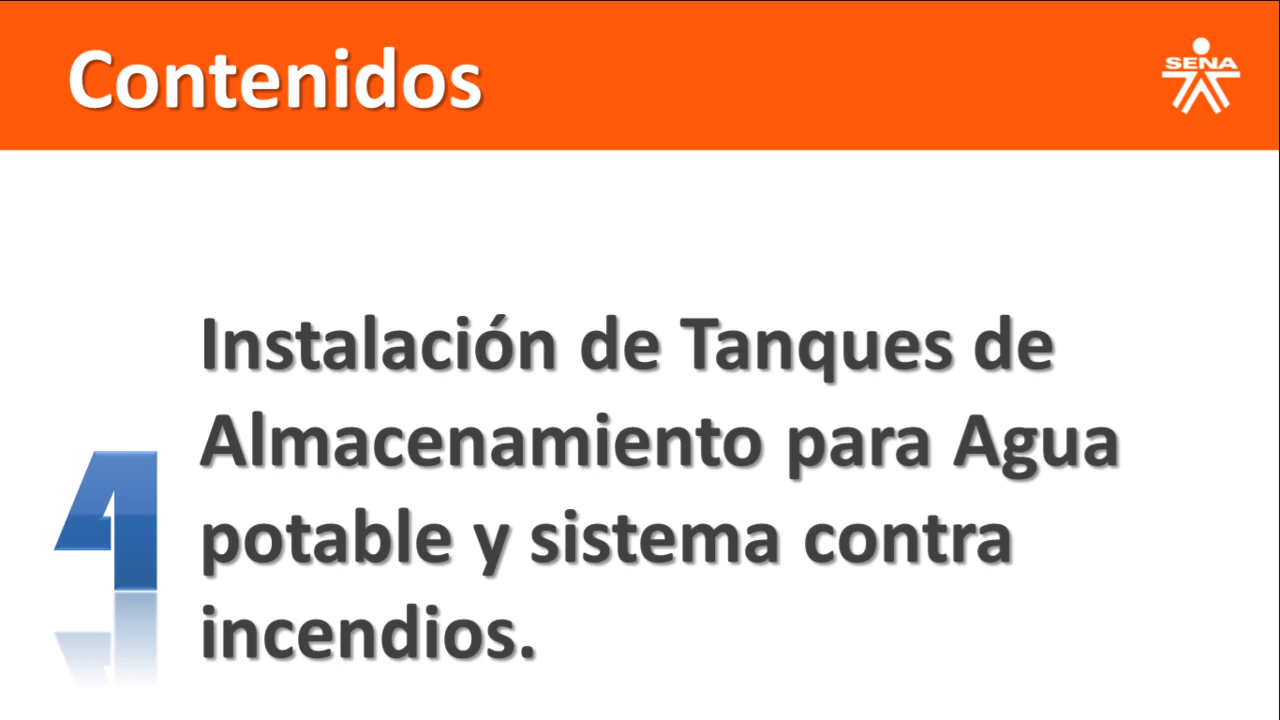 Contenidos
SENA
Instalación de Tanques de
Almacenamiento para Agua
potable y sistema contra
incendios.
4